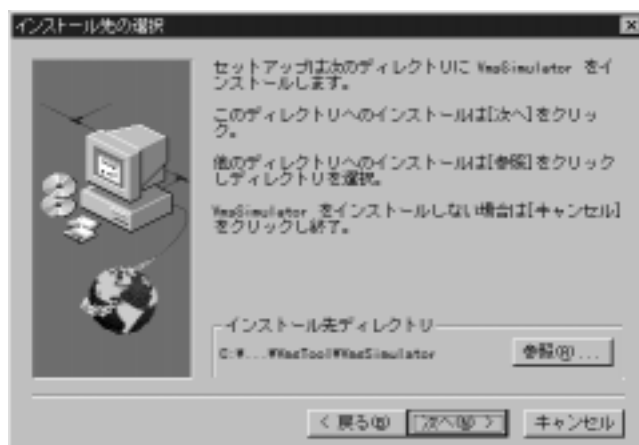 インストール先の選択
セットアップは次のディレクトリに VmsSimulator をイ
ンストールします。
このディレクトリへのインストールは[次へ]をクリッ
ク。
他のディレクトリへのインストールは[参照]をクリック
しディレクトリを選択。
VmsSimulator をインストールしない場合は[キャンセル]
をクリックし終了。
インストール先ディレクトリ
C:¥...¥VmsTool¥VmsSimulator
参照(R)...
< 戻る(B)
次へ(N) >
キャンセル